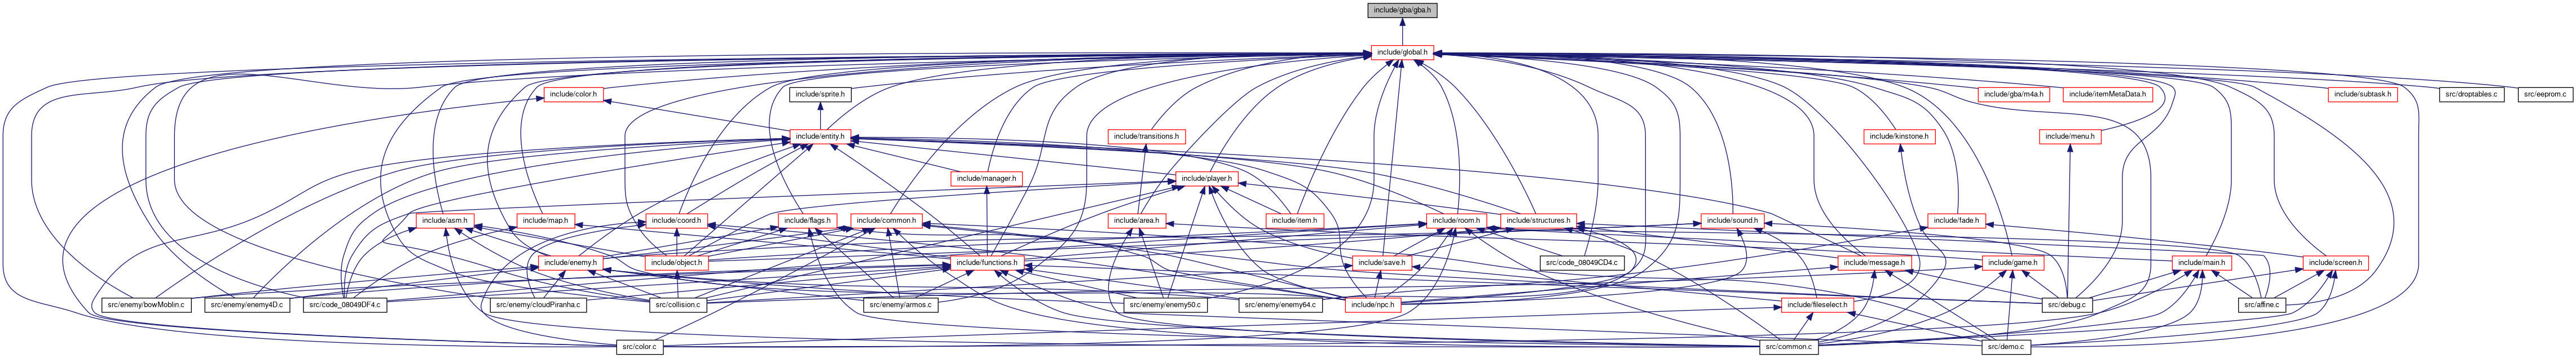 include/gba/gba.h
include/global.h
include/color.h
include/sprite.h
include/gba/m4a.h
include/itemMetaData.h
include/subtask.h
src/droptables.c
src/eeprom.c
include/entity.h
include/transitions.h
include/kinstone.h
include/menu.h
include/manager.h
include/player.h
include/asm.h
include/map.h
include/coord.h
include/flags.h
include/common.h
include/area.h
include/item.h
include/room.h
include/structures.h
include/sound.h
include/fade.h
include/enemy.h
include/object.h
include/functions.h
include/save.h
src/code_08049CD4.c
include/message.h
include/game.h
include/main.h
include/screen.h
src/enemy/bowMoblin.c
src/enemy/enemy4D.c
src/code_08049DF4.c
src/enemy/cloudPiranha.c
src/collision.c
src/enemy/armos.c
src/enemy/enemy50.c
src/enemy/enemy64.c
include/npc.h
include/fileselect.h
src/debug.c
src/affine.c
src/color.c
src/common.c
src/demo.c